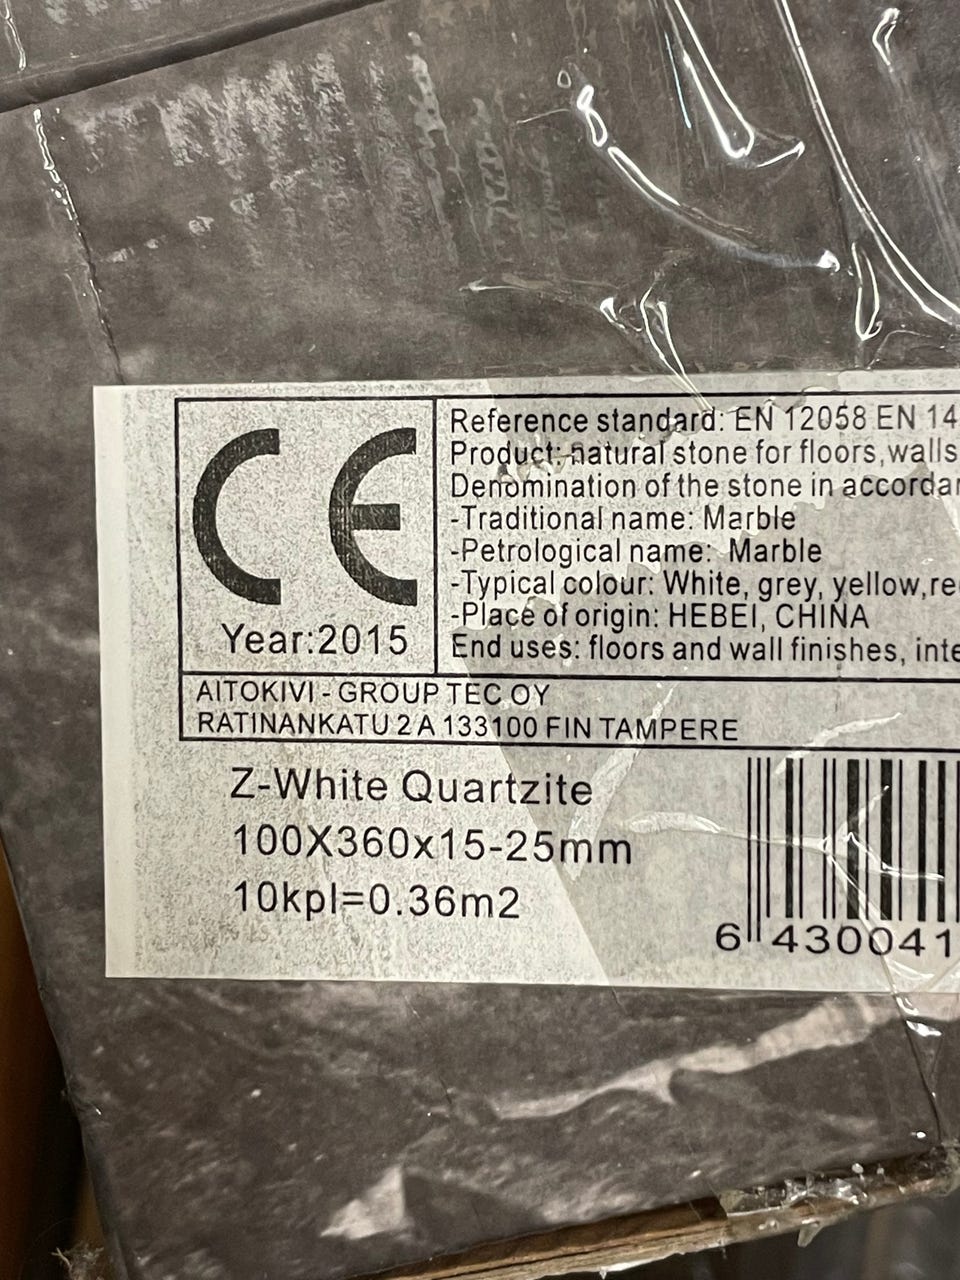 CE
Year:2015
Reference standard: EN 12058 EN 14
Product: natural stone for floors,walls
Denomination of the stone in accordan
-Traditional name: Marble
-Petrological name: Marble
-Typical colour: White, grey, yellow,re
-Place of origin: HEBEI, CHINA
End uses: floors and wall finishes, inte
AITOKIVI - GROUP TEC OY
RATINANKATU 2 A 133100 FIN TAMPERE
Z-White Quartzite
100X360x15-25mm
10kpl=0.36m2
6 430041